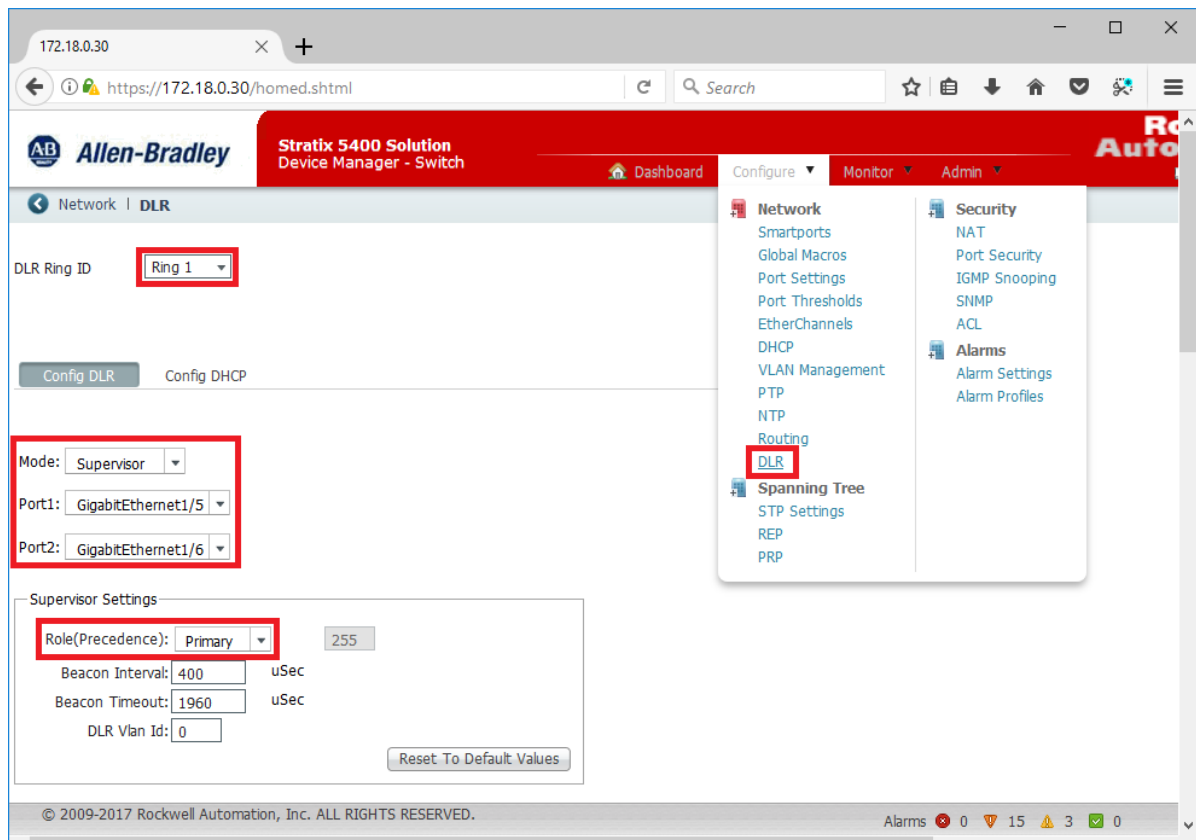 172.18.0.30
https://172.18.0.30/homed.shtml
Search
AB Allen-Bradley
Stratix 5400 Solution
Device Manager - Switch
Dashboard Configure Monitor Admin
Network | DLR
DLR Ring ID Ring 1
Config DLR Config DHCP
Mode: Supervisor
Port1: GigabitEthernet1/5
Port2: GigabitEthernet1/6
Supervisor Settings
Role(Precedence): Primary 255
Beacon Interval: 400 uSec
Beacon Timeout: 1960 uSec
DLR Vlan Id: 0
Reset To Default Values
Network
Smartports
Global Macros
Port Settings
Port Thresholds
EtherChannels
DHCP
VLAN Management
PTP
NTP
Routing
DLR
Spanning Tree
STP Settings
REP
PRP
Security
NAT
Port Security
IGMP Snooping
SNMP
ACL
Alarms
Alarm Settings
Alarm Profiles
© 2009-2017 Rockwell Automation, Inc. ALL RIGHTS RESERVED.
Alarms 0 15 3 0